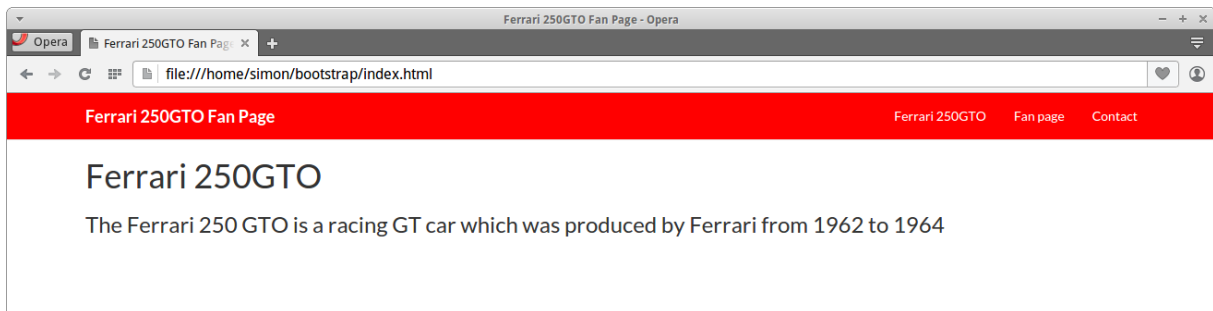 Ferrari 250GTO Fan Page - Opera
Opera Ferrari 250GTO Fan Page
file:///home/simon/bootstrap/index.html
Ferrari 250GTO Fan Page Ferrari 250GTO Fan page Contact
Ferrari 250GTO
The Ferrari 250 GTO is a racing GT car which was produced by Ferrari from 1962 to 1964